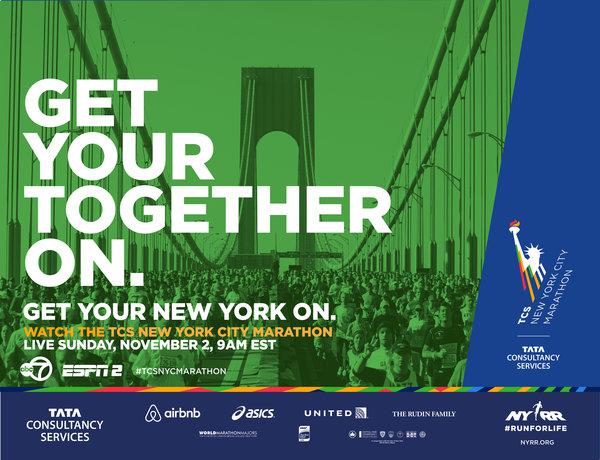 GET
YOUR
TOGETHER
ON.
GET YOUR NEW YORK ON.
WATCH THE TCS NEW YORK CITY MARATHON
LIVE SUNDAY, NOVEMBER 2, 9AM EST
abc 7 ESPN 2 #TCSNYCMARATHON
TCS
NEW YORK CITY
MARATHON
TATA
CONSULTANCY
SERVICES
TATA
CONSULTANCY
SERVICES
airbnb
asics
UNITED
THE RUDIN FAMILY
WORLDMARATHONMAJORS
NYRR
#RUNFORLIFE
NYRR.ORG